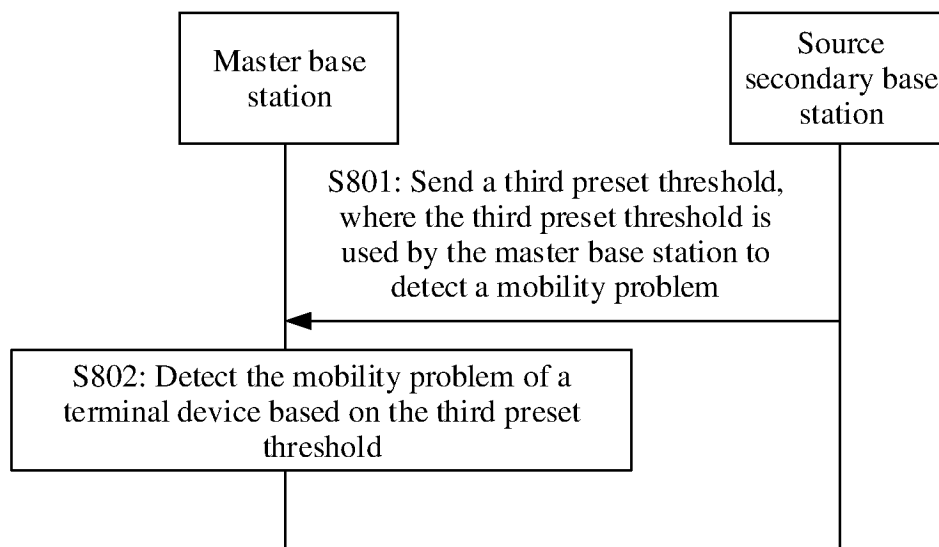 Master base
station
Source
secondary base
station
S801: Send a third preset threshold,
where the third preset threshold is
used by the master base station to
detect a mobility problem
S802: Detect the mobility problem of a
terminal device based on the third preset
threshold